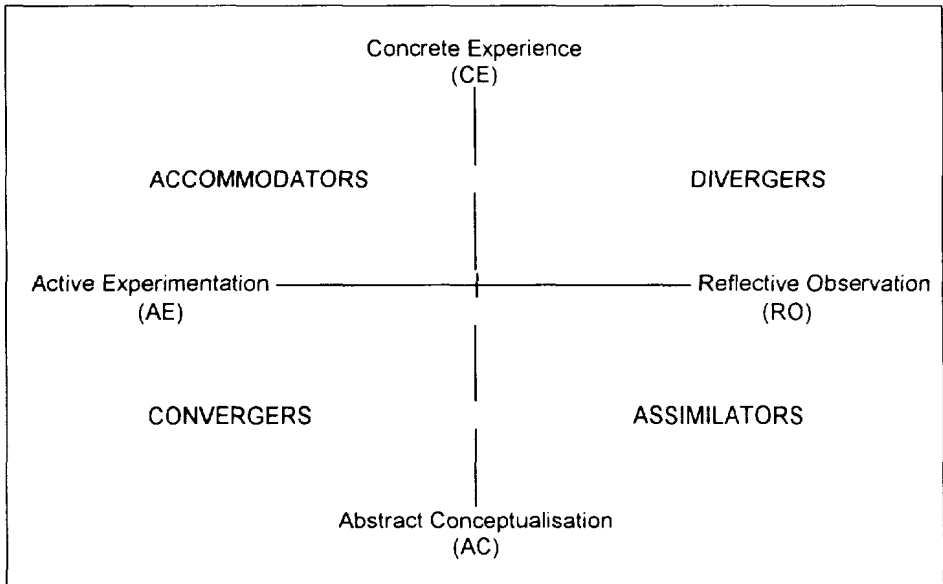 Concrete Experience
(CE)
ACCOMMODATORS
DIVERGERS
Active Experimentation
(AE)
Reflective Observation
(RO)
CONVERGERS
ASSIMILATORS
Abstract Conceptualisation
(AC)